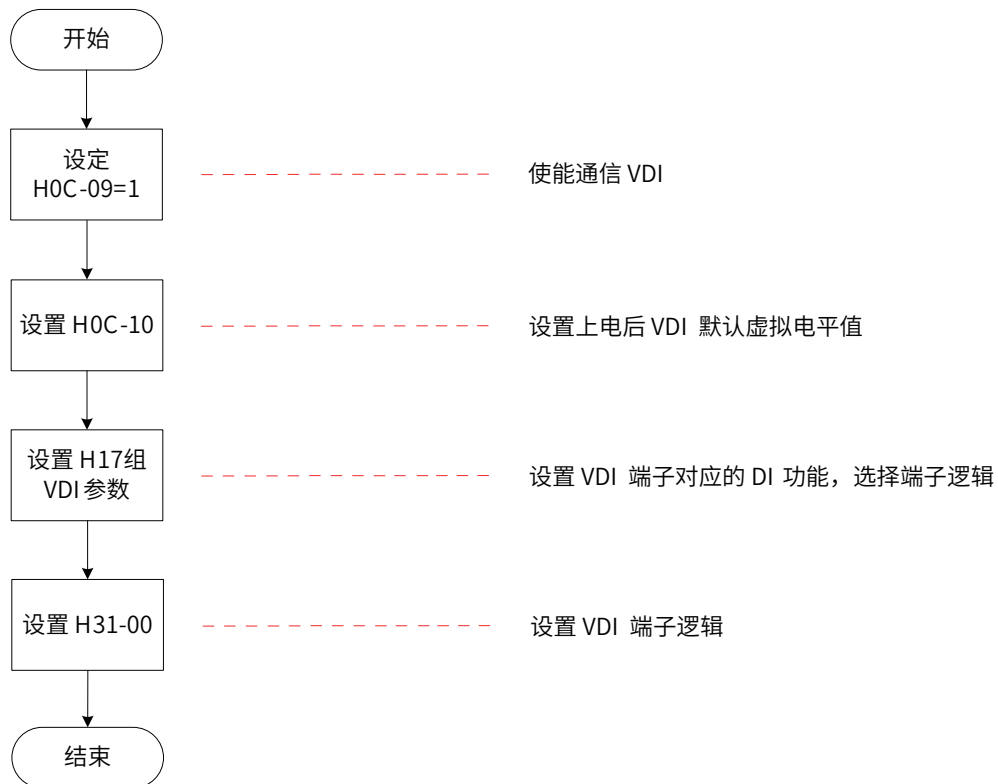 开始
设定
H0C-09=1
使能通信 VDI
设置 H0C-10
设置上电后 VDI 默认虚拟电平值
设置 H17组
VDI 参数
设置 VDI 端子对应的 DI 功能，选择端子逻辑
设置 H31-00
设置 VDI 端子逻辑
结束